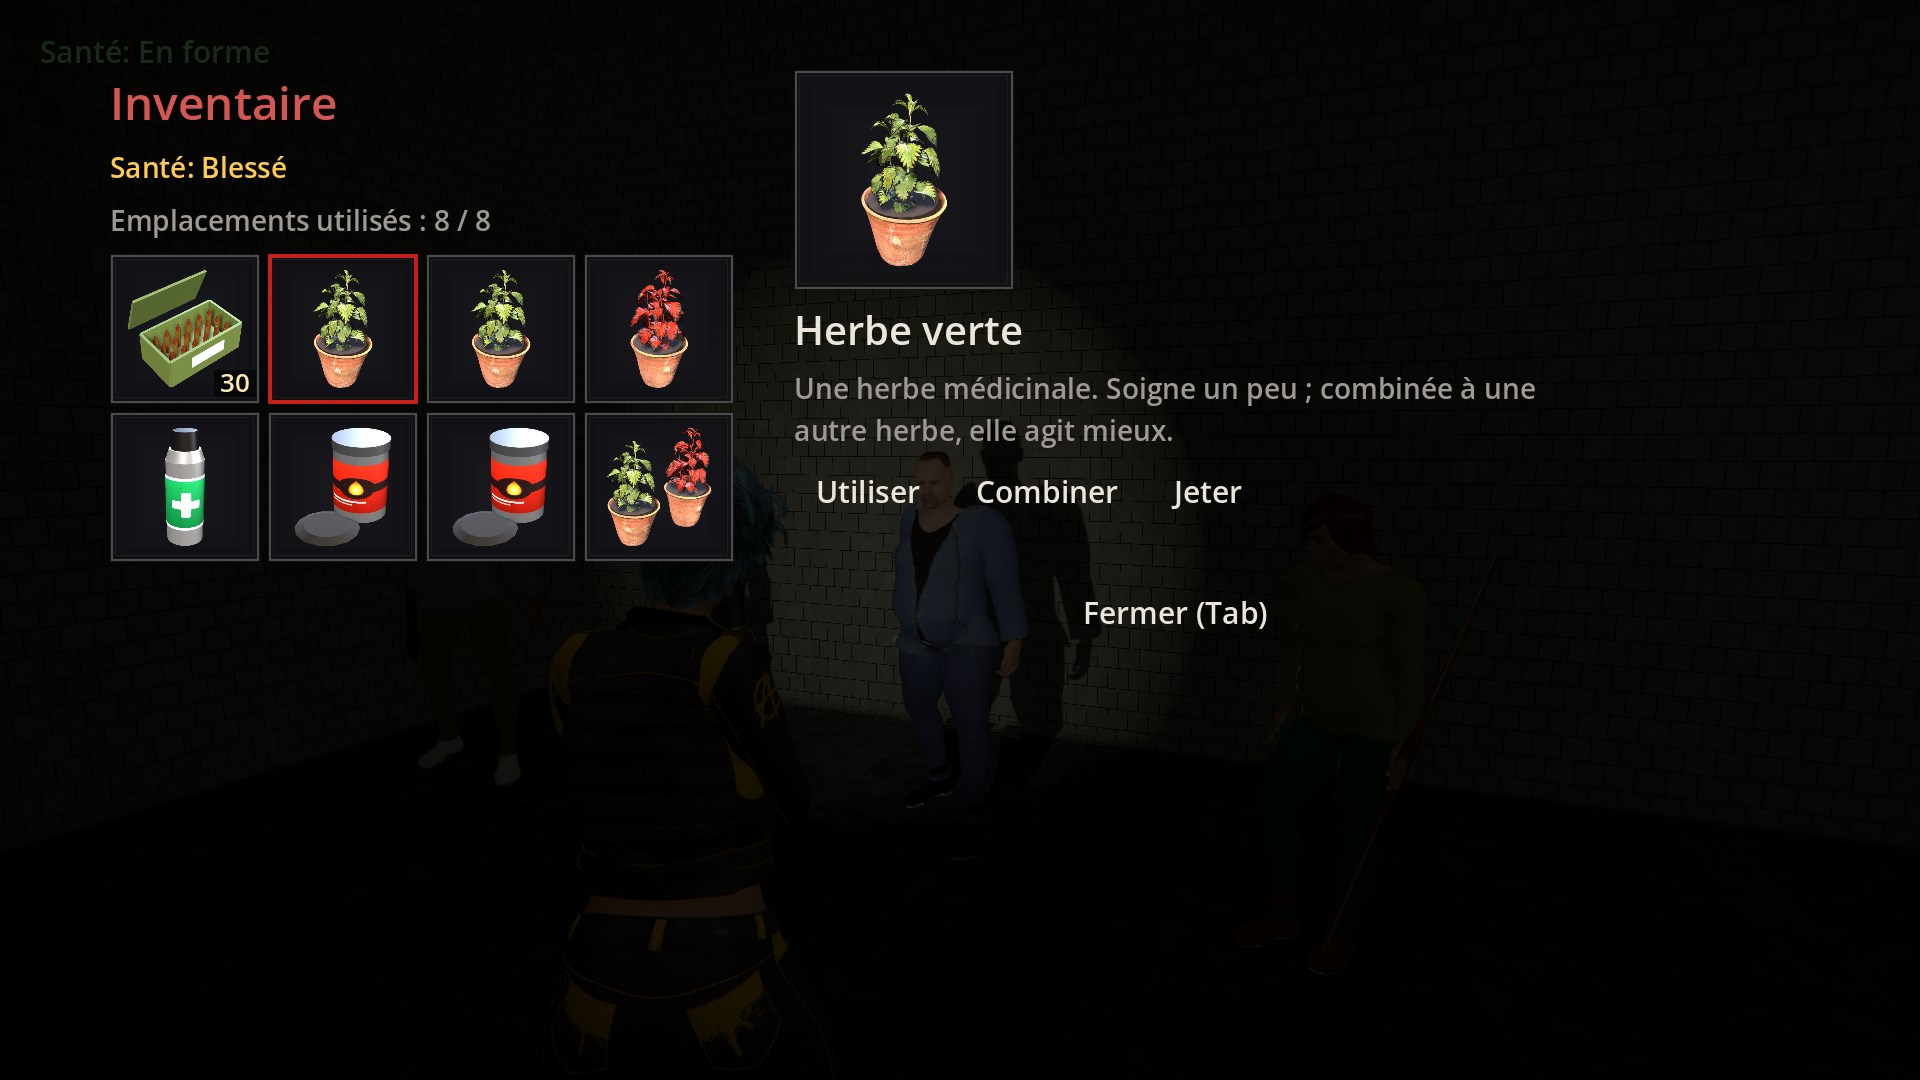 Santé: En forme
Inventaire
Santé: Blessé
Emplacements utilisés : 8 / 8
30
Herbe verte
Une herbe médicinale. Soigne un peu ; combinée à une
autre herbe, elle agit mieux.
Utiliser Combiner Jeter
Fermer (Tab)